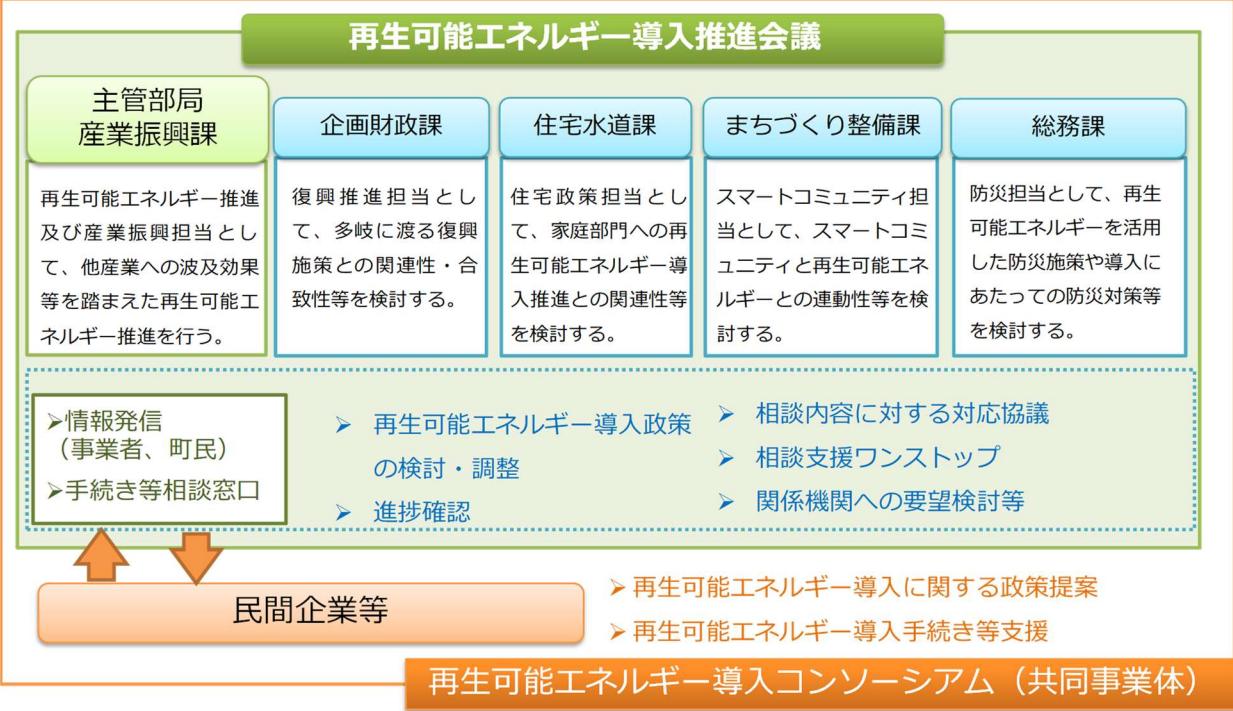 再生可能エネルギー導入推進会議
主管部局
産業振興課
再生可能エネルギー推進
及び産業振興担当とし
て、他産業への波及効果
等を踏まえた再生可能エ
ネルギー推進を行う。
企画財政課
復興推進担当とし
て、多岐に渡る復興
施策との関連性・合
致性等を検討する。
住宅水道課
住宅政策担当とし
て、家庭部門への再
生可能エネルギー導
入推進との関連性等
を検討する。
まちづくり整備課
スマートコミュニティ担
当として、スマートコミ
ュニティと再生可能エネ
ルギーとの連動性等を検
討する。
総務課
防災担当として、再生
可能エネルギーを活用
した防災施策や導入に
あたっての防災対策等
を検討する。
➢情報発信
（事業者、町民）
➢手続き等相談窓口
➢ 再生可能エネルギー導入政策
の検討・調整
➢ 進捗確認
➢ 相談内容に対する対応協議
➢ 相談支援ワンストップ
➢ 関係機関への要望検討等
民間企業等
➢再生可能エネルギー導入に関する政策提案
➢再生可能エネルギー導入手続き等支援
再生可能エネルギー導入コンソーシアム（共同事業体）